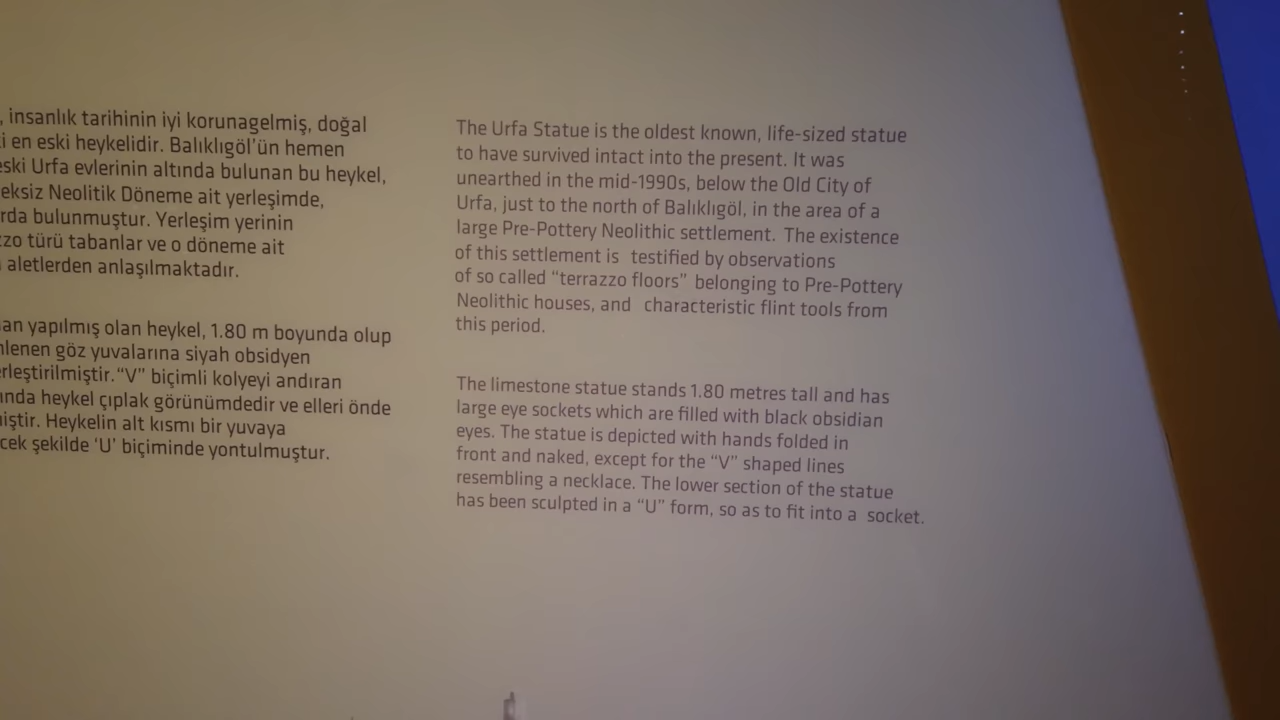 , insanlık tarihinin iyi korunagelmiş, doğal
en eski heykelidir. Balıklıgöl'ün hemen
eski Urfa evlerinin altında bulunan bu heykel,
Neolitik Döneme ait yerleşimde,
bulunmuştur. Yerleşim yerinin
türü tabanlar ve o döneme ait
aletlerden anlaşılmaktadır.
yapılmış olan heykel, 1.80 m boyunda olup
göz yuvalarına siyah obsidyen
"V" biçimli kolyeyi andıran
heykel çıplak görünümdedir ve elleri önde
Heykelin alt kısmı bir yuvaya
şekilde 'U' biçiminde yontulmuştur.
The Urfa Statue is the oldest known, life-sized statue
to have survived intact into the present. It was
unearthed in the mid-1990s, below the Old City of
Urfa, just to the north of Balıklıgöl, in the area of a
large Pre-Pottery Neolithic settlement. The existence
of this settlement is testified by observations
of so called "terrazzo floors" belonging to Pre-Pottery
Neolithic houses, and characteristic flint tools from
this period.
The limestone statue stands 1.80 metres tall and has
large eye sockets which are filled with black obsidian
eyes. The statue is depicted with hands folded in
front and naked, except for the "V" shaped lines
resembling a necklace. The lower section of the statue
has been sculpted in a "U" form, so as to fit into a socket.